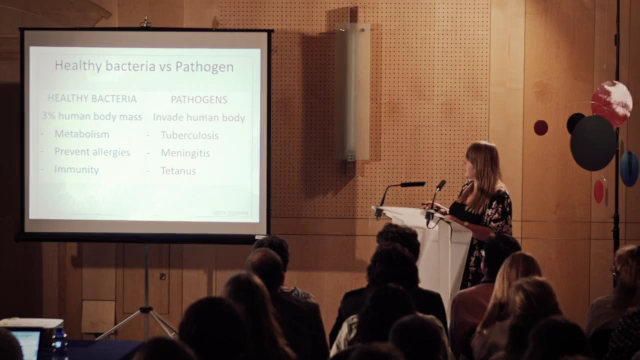 Healthy bacteria vs Pathogen
HEALTHY BACTERIA
3% human body mass
- Metabolism
- Prevent allergies
- Immunity
PATHOGENS
Invade human body
- Tuberculosis
- Meningitis
- Tetanus